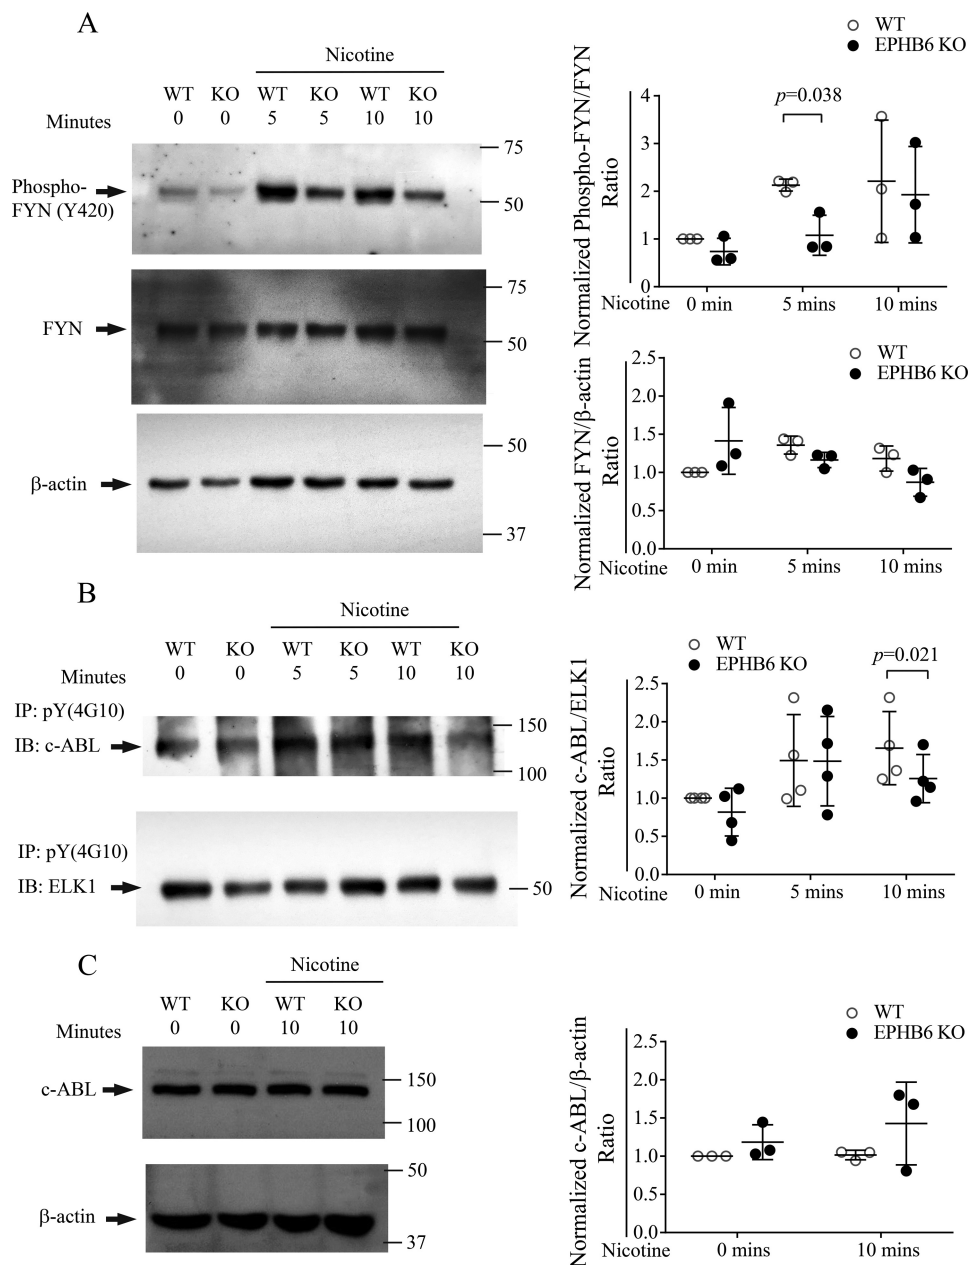 A
Nicotine
WT KO WT KO WT KO
Minutes 0 0 5 5 10 10
Phospho-
FYN (Y420)
75
50
FYN
75
50
β-actin
50
37
WT
EPHB6 KO
Normalized Phospho-FYN/FYN
Ratio
4
3
2
1
0
p=0.038
Nicotine 0 min 5 mins 10 mins
WT
EPHB6 KO
Normalized FYN/β-actin
Ratio
2.5
2.0
1.5
1.0
0.5
0.0
Nicotine 0 min 5 mins 10 mins
B
Nicotine
WT KO WT KO WT KO
Minutes 0 0 5 5 10 10
IP: pY(4G10)
IB: c-ABL
150
100
IP: pY(4G10)
IB: ELK1
50
WT
EPHB6 KO
p=0.021
Normalized c-ABL/ELK1
Ratio
2.5
2.0
1.5
1.0
0.5
0.0
Nicotine 0 min 5 mins 10 mins
C
Nicotine
WT KO WT KO
Minutes 0 0 10 10
c-ABL
150
100
β-actin
50
37
WT
EPHB6 KO
Normalized c-ABL/β-actin
Ratio
2.5
2.0
1.5
1.0
0.5
0.0
Nicotine 0 mins 10 mins